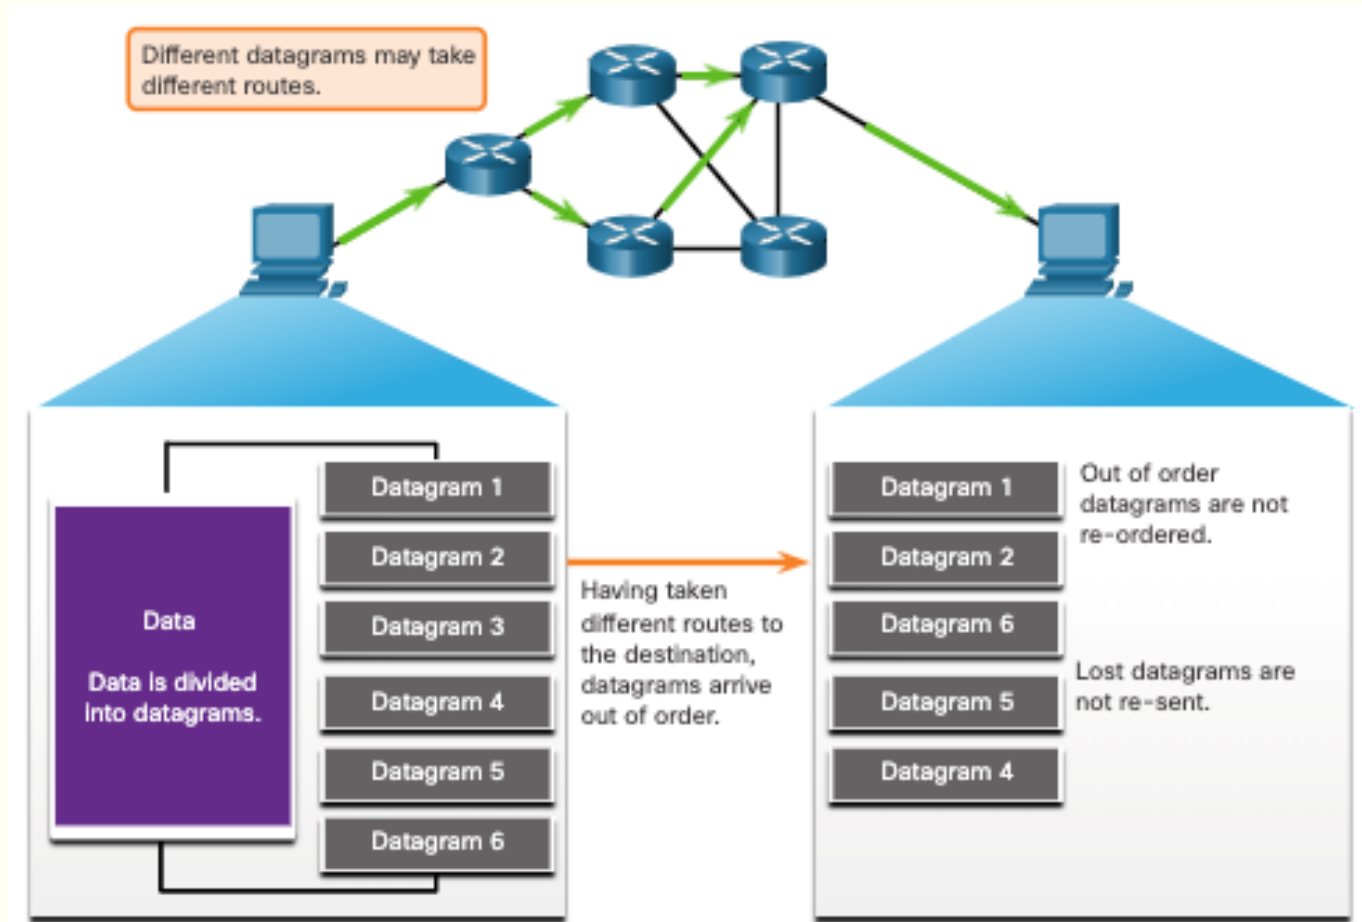 Different datagrams may take
different routes.
Data
Data is divided
into datagrams.
Datagram 1
Datagram 2
Datagram 3
Datagram 4
Datagram 5
Datagram 6
Having taken
different routes to
the destination,
datagrams arrive
out of order.
Datagram 1
Datagram 2
Datagram 6
Datagram 5
Datagram 4
Out of order
datagrams are not
re-ordered.
Lost datagrams are
not re-sent.